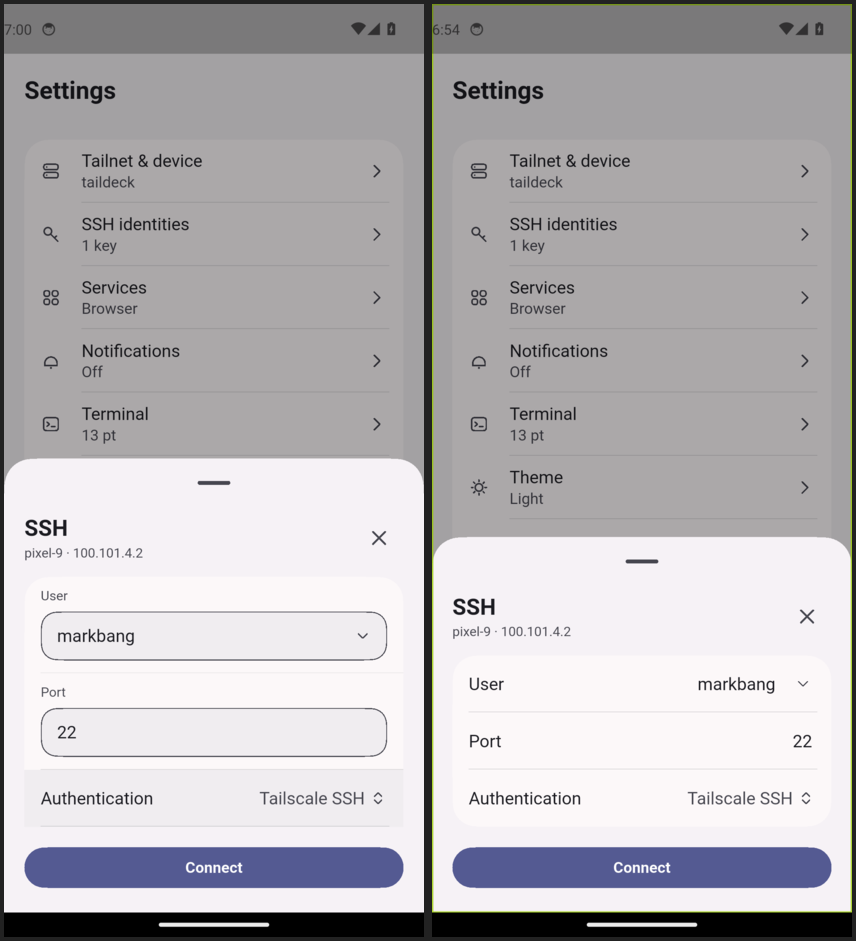 7:00
Settings
Tailnet & device
taildeck
SSH identities
1 key
Services
Browser
Notifications
Off
Terminal
13 pt
SSH
pixel-9 · 100.101.4.2
User
markbang
Port
22
Authentication
Tailscale SSH
Connect
6:54
Settings
Tailnet & device
taildeck
SSH identities
1 key
Services
Browser
Notifications
Off
Terminal
13 pt
Theme
Light
SSH
pixel-9 · 100.101.4.2
User markbang
Port 22
Authentication Tailscale SSH
Connect